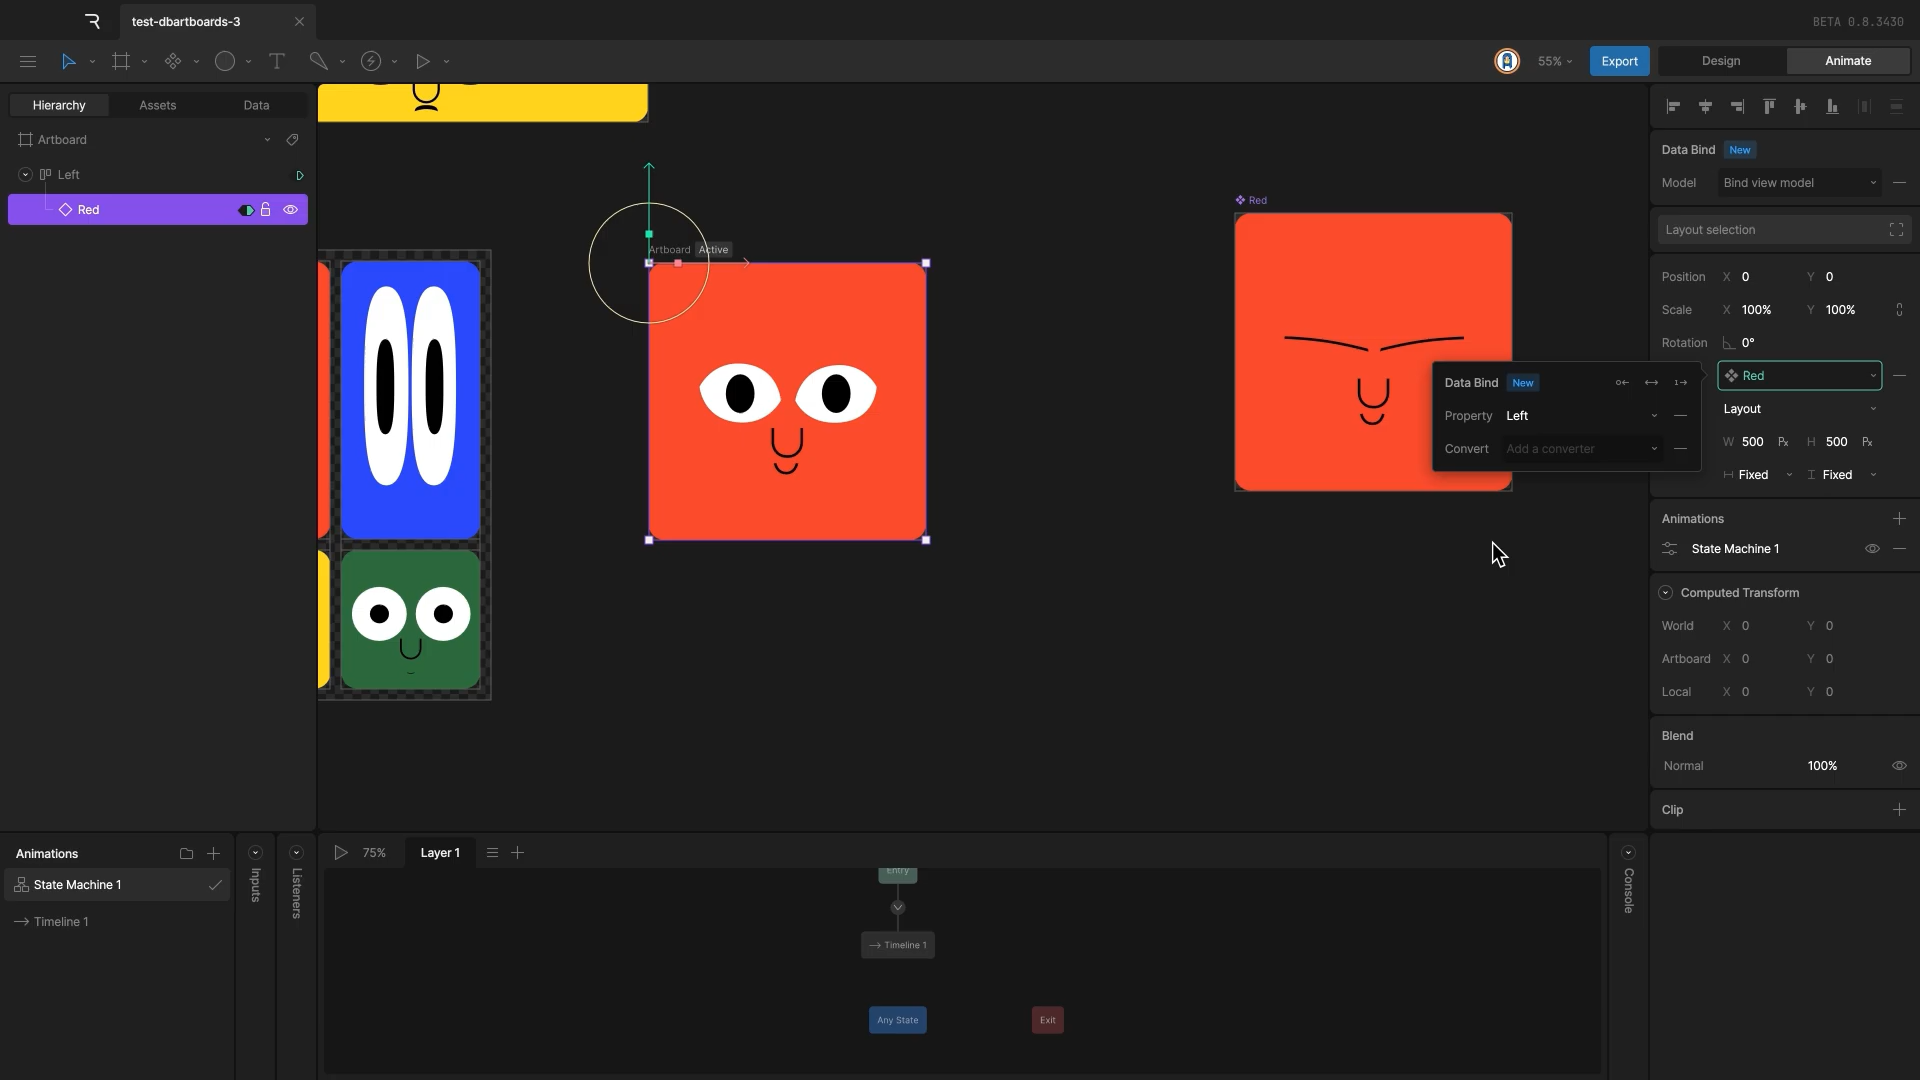 test-dbartboards-3
BETA 0.8.3430
55%
Export
Design
Animate
Hierarchy
Assets
Data
Artboard
Left
Red
Artboard
Active
Red
Data Bind
New
Property
Left
Convert
Add a converter
Data Bind
New
Model
Bind view model
Layout selection
Position X 0 Y 0
Scale X 100% Y 100%
Rotation 0°
Red
Layout
W 500 Px H 500 Px
Fixed Fixed
Animations
State Machine 1
Computed Transform
World X 0 Y 0
Artboard X 0 Y 0
Local X 0 Y 0
Blend
Normal 100%
Clip
Animations
State Machine 1
Timeline 1
Inputs
Listeners
75%
Layer 1
Entry
Timeline 1
Any State
Exit
Console